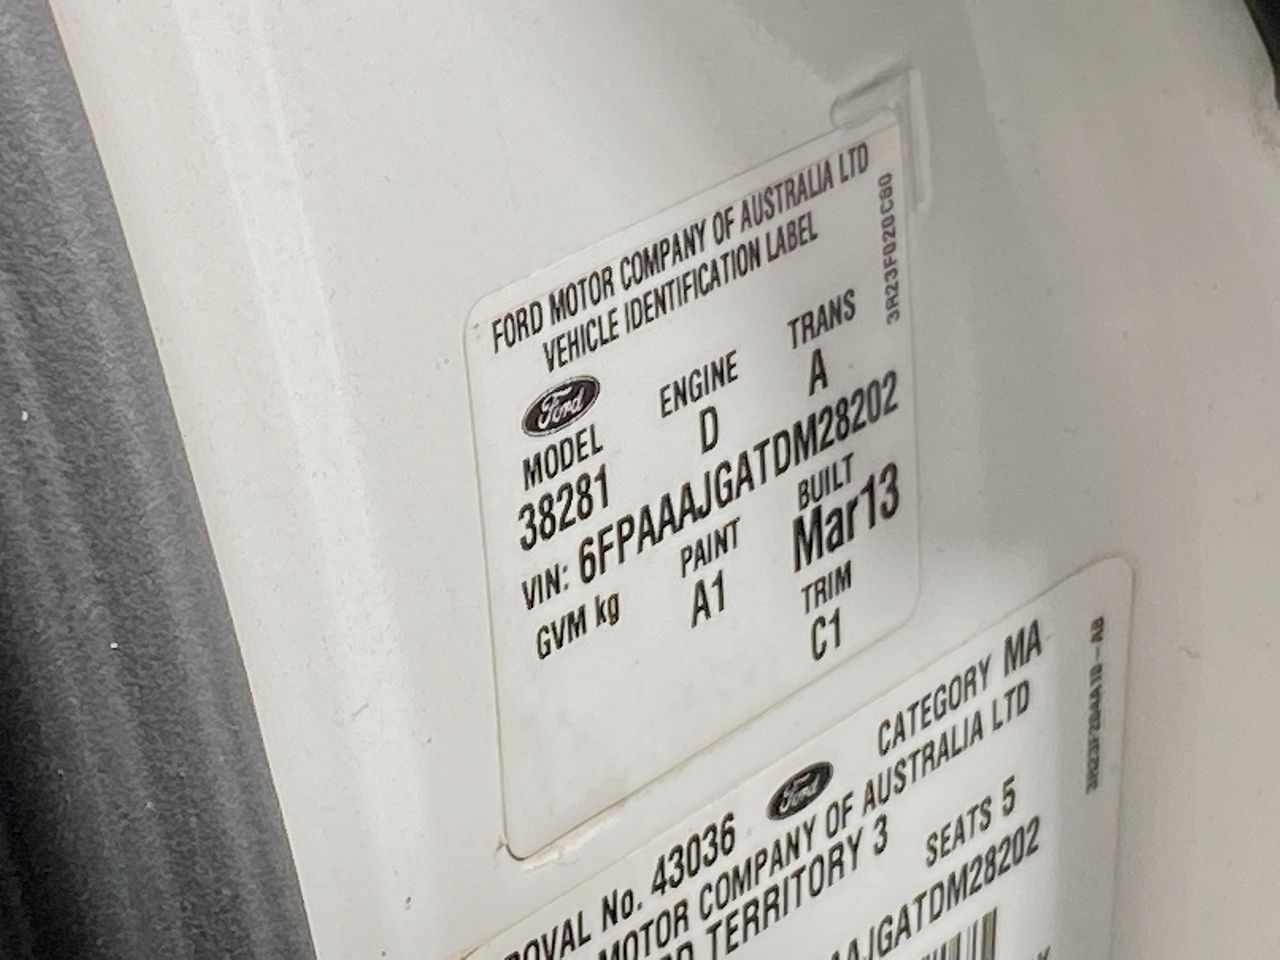 FORD MOTOR COMPANY OF AUSTRALIA LTD
VEHICLE IDENTIFICATION LABEL
3R23F020C80
Ford
ENGINE
TRANS
MODEL
D
A
38281
VIN: 6FPAAAJGATDM28202
GVM kg
PAINT
BUILT
A1
Mar13
TRIM
C1
CATEGORY MA
ROVAL No. 43036
Ford
MOTOR COMPANY OF AUSTRALIA LTD
TERRITORY 3
SEATS 5
AJGATDM28202